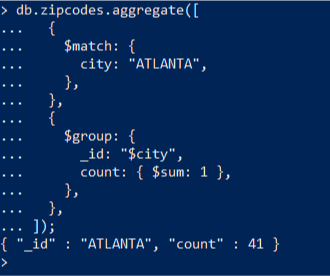 > db.zipcodes.aggregate([
...   {
...     $match: {
...       city: "ATLANTA",
...     },
...   },
...   {
...     $group: {
...       _id: "$city",
...       count: { $sum: 1 },
...     },
...   },
... ]);
{ "_id" : "ATLANTA", "count" : 41 }
>